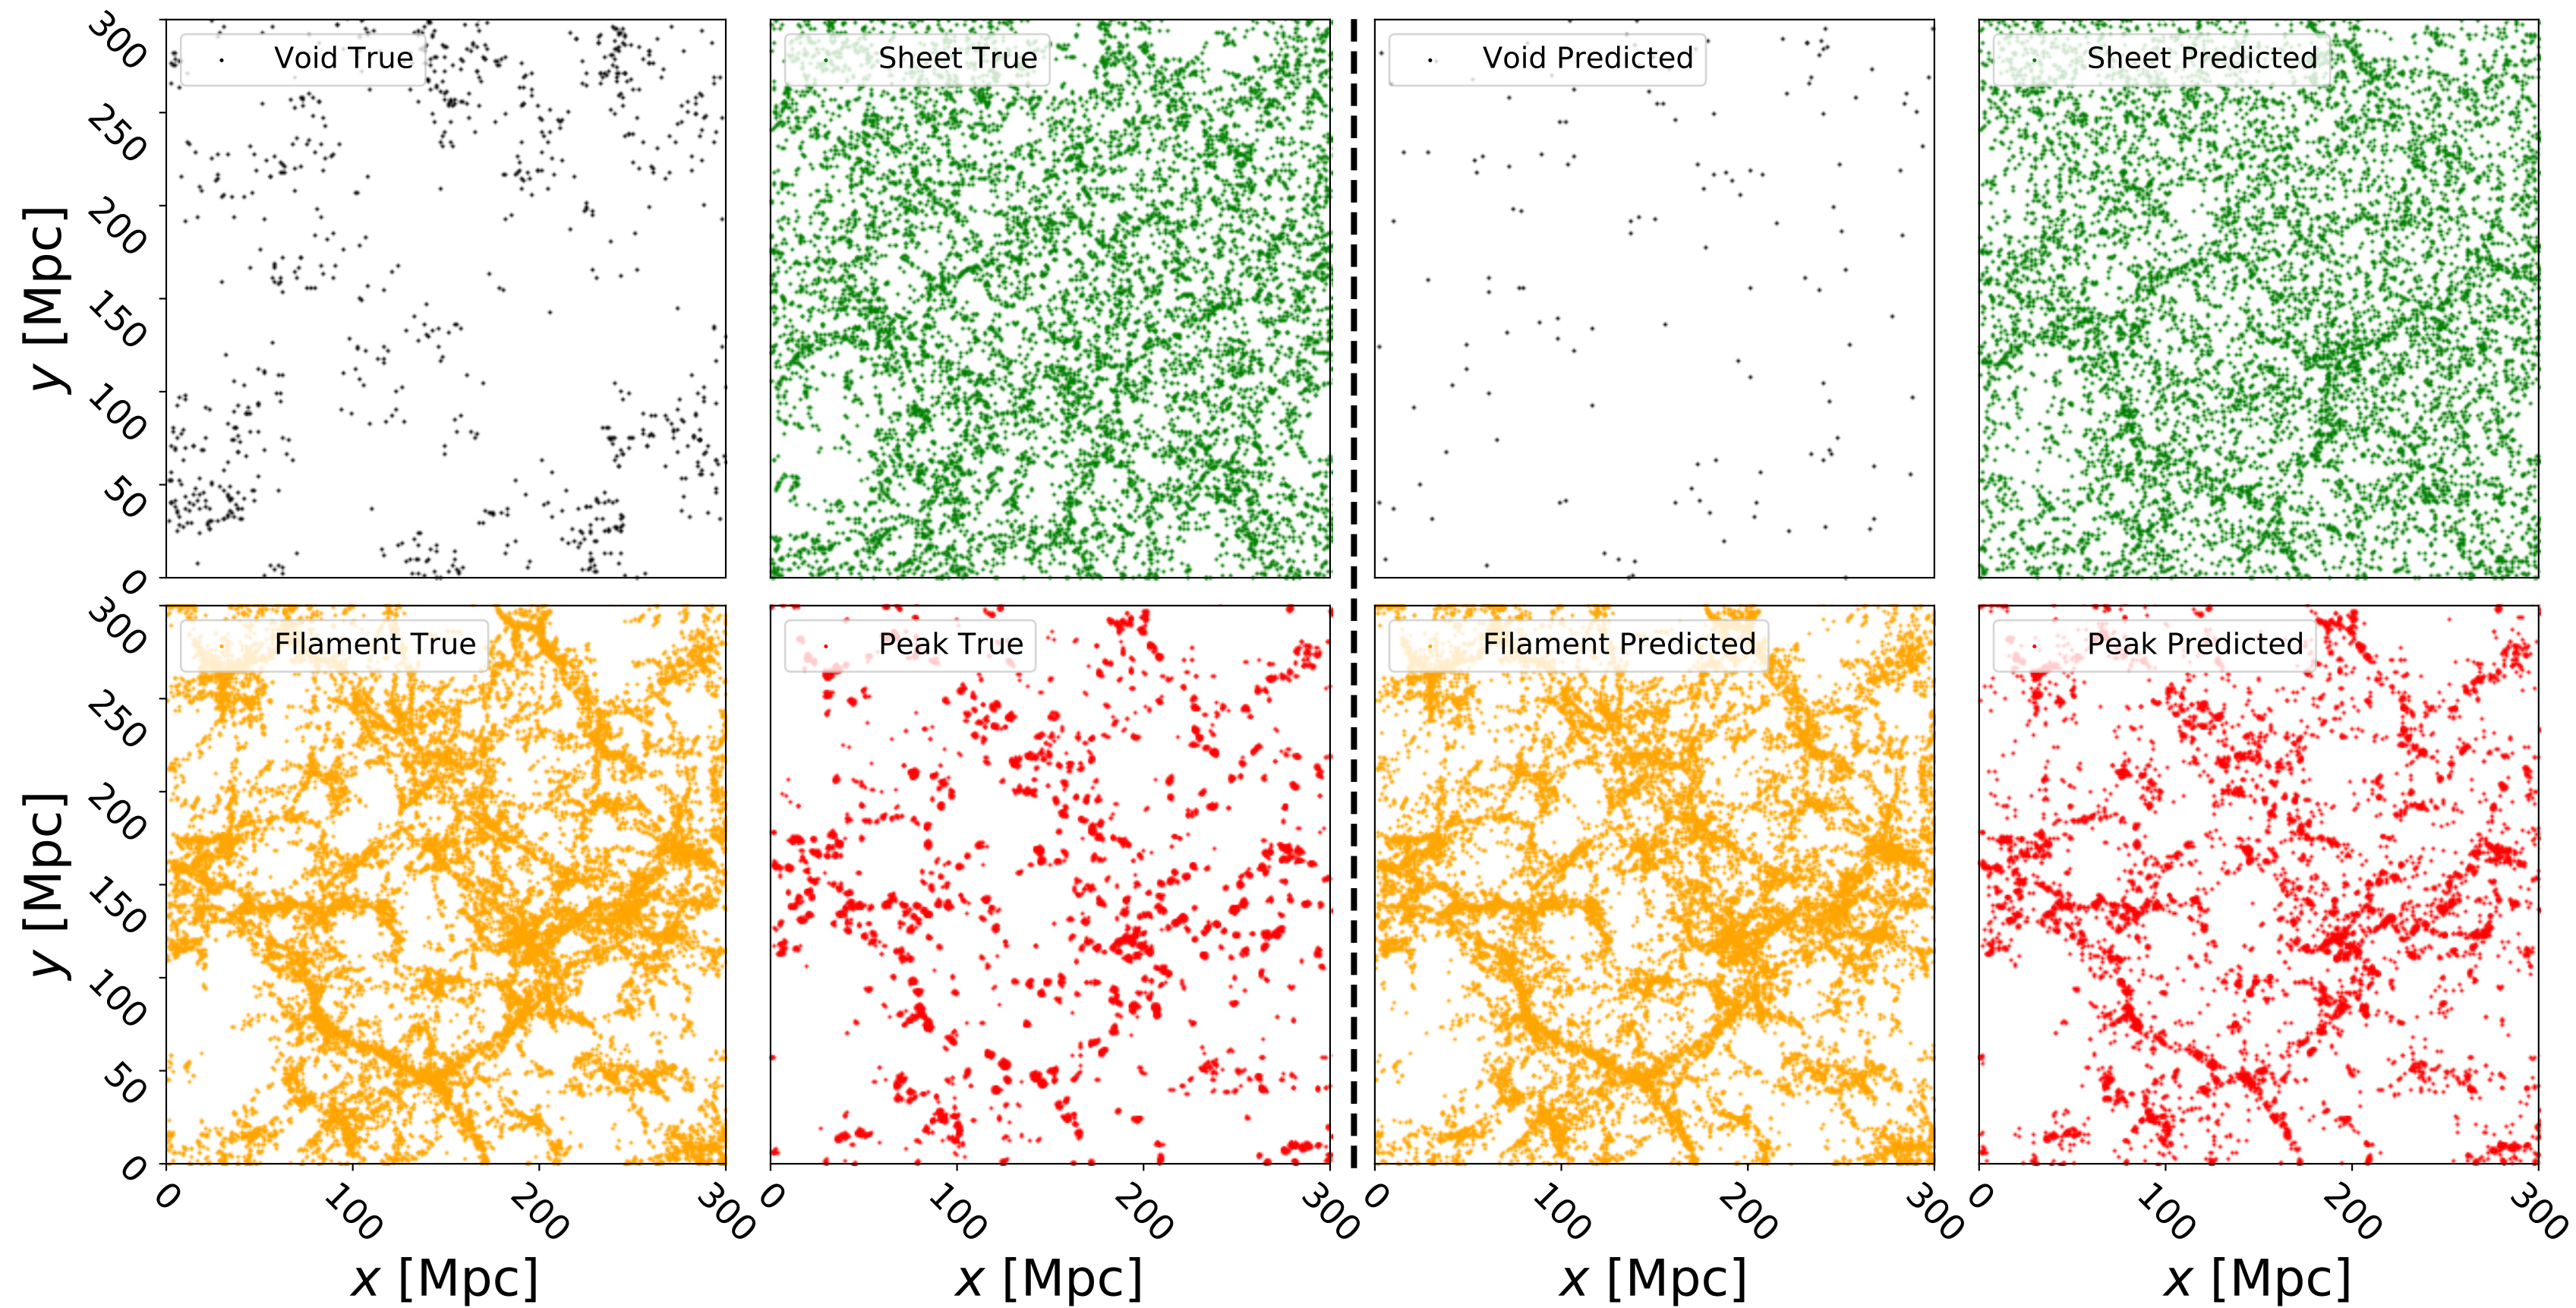 Void True
Sheet True
Void Predicted
Sheet Predicted
300
250
200
150
100
50
0
y [Mpc]
Filament True
Peak True
Filament Predicted
Peak Predicted
300
250
200
150
100
50
0
y [Mpc]
0 100 200 300
0 100 200 300
0 100 200 300
0 100 200 300
x [Mpc]
x [Mpc]
x [Mpc]
x [Mpc]